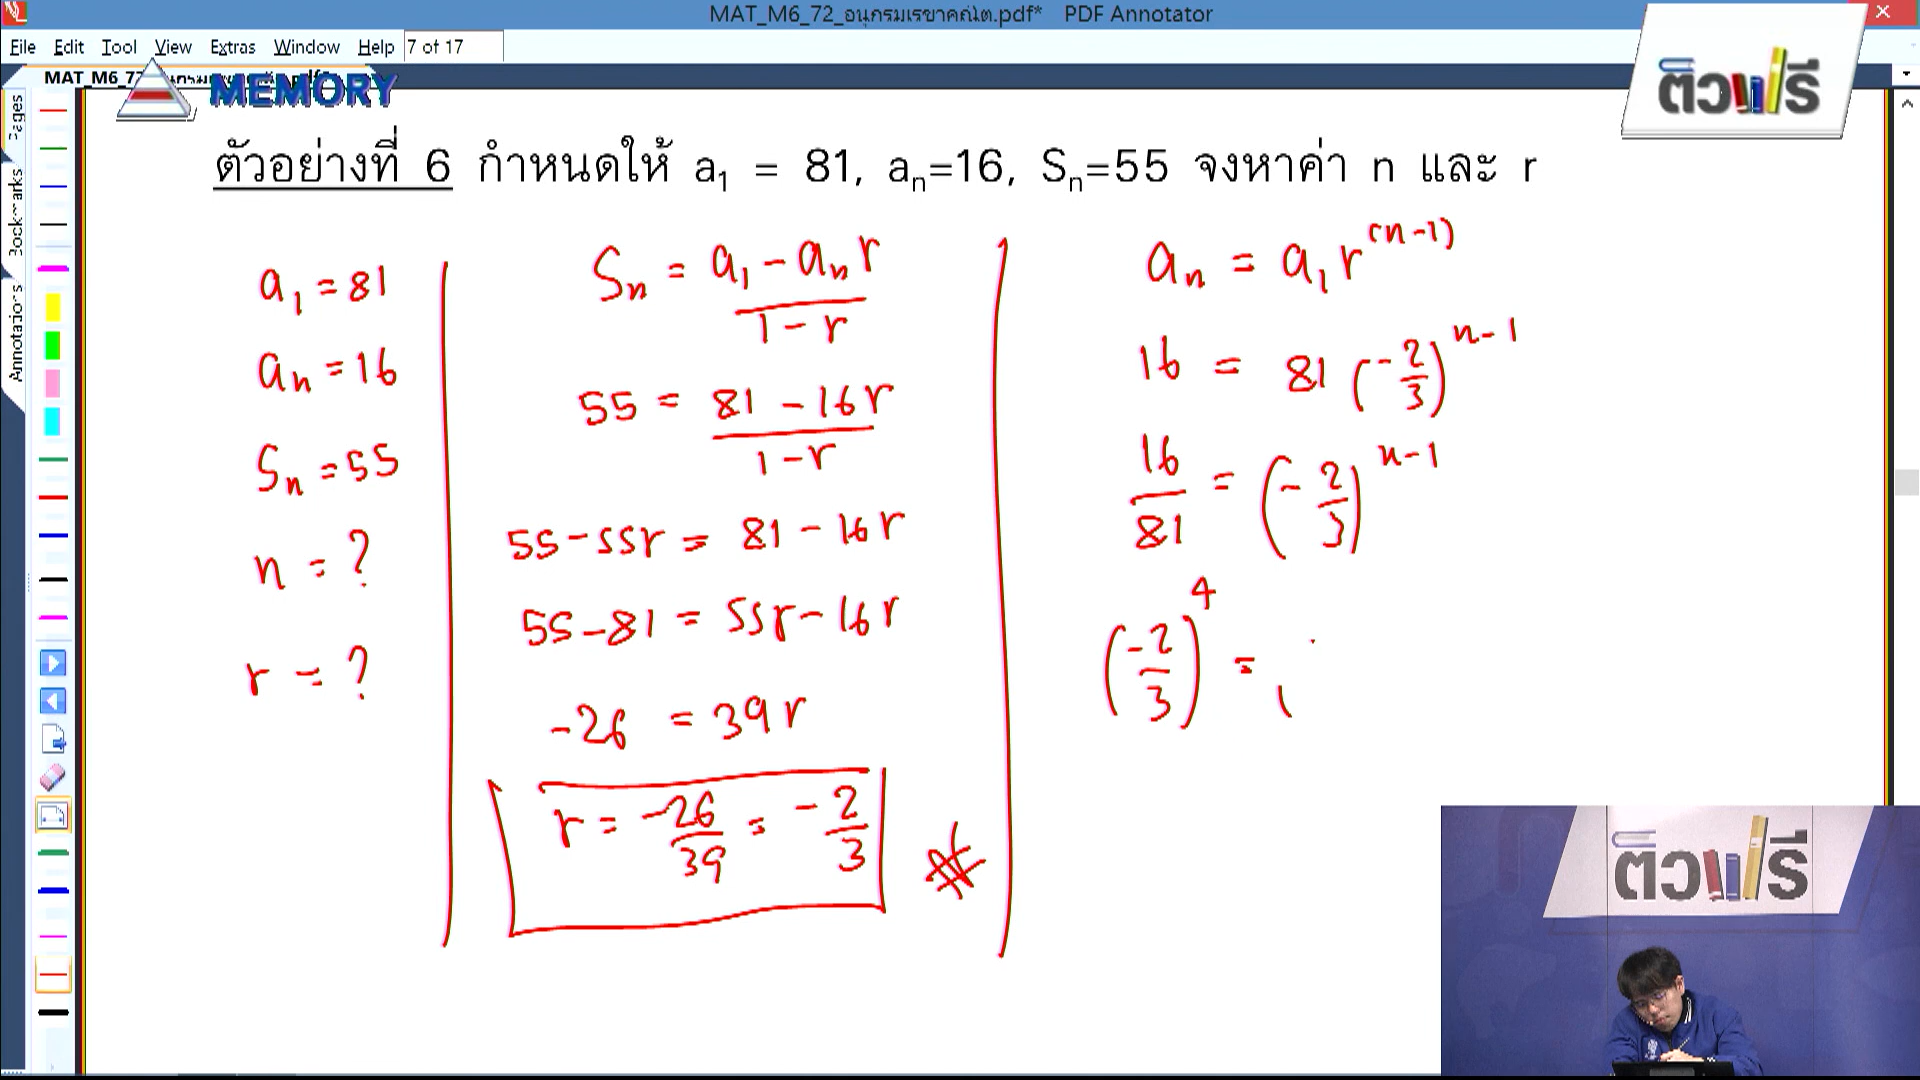 MAT_M6_72_อนุกรมเรขาคณิต.pdf* PDF Annotator
File Edit Tool View Extras Window Help 7 of 17
MEMORY
ติวฟรี
Pages
Bookmarks
Annotations
ตัวอย่างที่ 6 กำหนดให้ a₁ = 81, aₙ=16, Sₙ=55 จงหาค่า n และ r
a₁ = 81
aₙ = 16
Sₙ = 55
n = ?
r = ?
Sₙ = (a₁ - aₙr)/(1 - r)
55 = (81 - 16r)/(1 - r)
55 - 55r = 81 - 16r
55 - 81 = 55r - 16r
-26 = 39r
r = -26/39 = -2/3
aₙ = a₁r^(n-1)
16 = 81(-2/3)^(n-1)
16/81 = (-2/3)^(n-1)
(-2/3)^4 = (
ติวฟรี